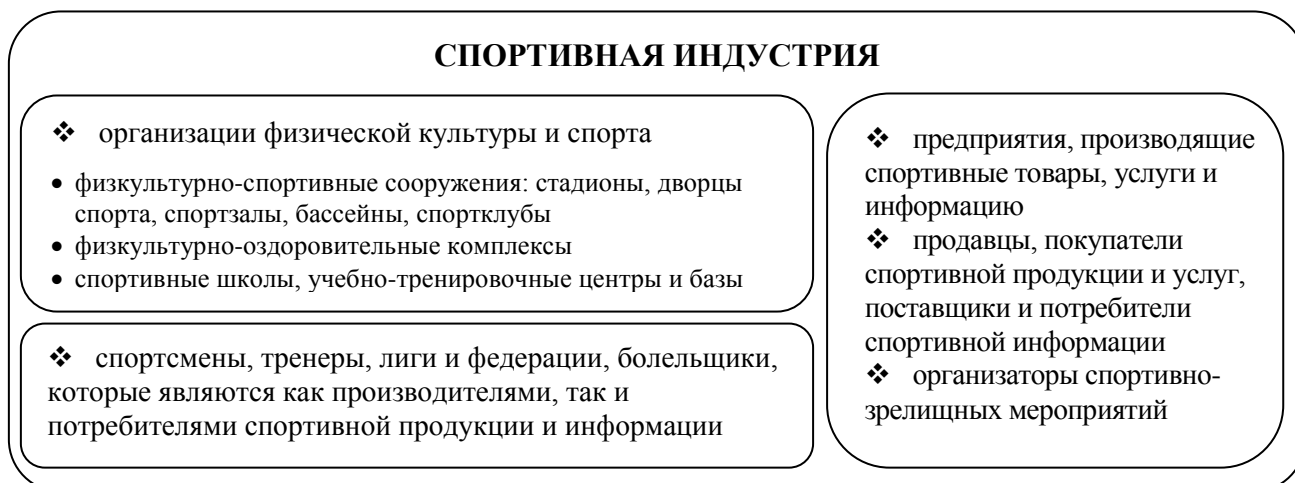 СПОРТИВНАЯ ИНДУСТРИЯ
❖ организации физической культуры и спорта
• физкультурно-спортивные сооружения: стадионы, дворцы
спорта, спортзалы, бассейны, спортклубы
• физкультурно-оздоровительные комплексы
• спортивные школы, учебно-тренировочные центры и базы
❖ спортсмены, тренеры, лиги и федерации, болельщики,
которые являются как производителями, так и
потребителями спортивной продукции и информации
❖ предприятия, производящие
спортивные товары, услуги и
информацию
❖ продавцы, покупатели
спортивной продукции и услуг,
поставщики и потребители
спортивной информации
❖ организаторы спортивно-
зрелищных мероприятий